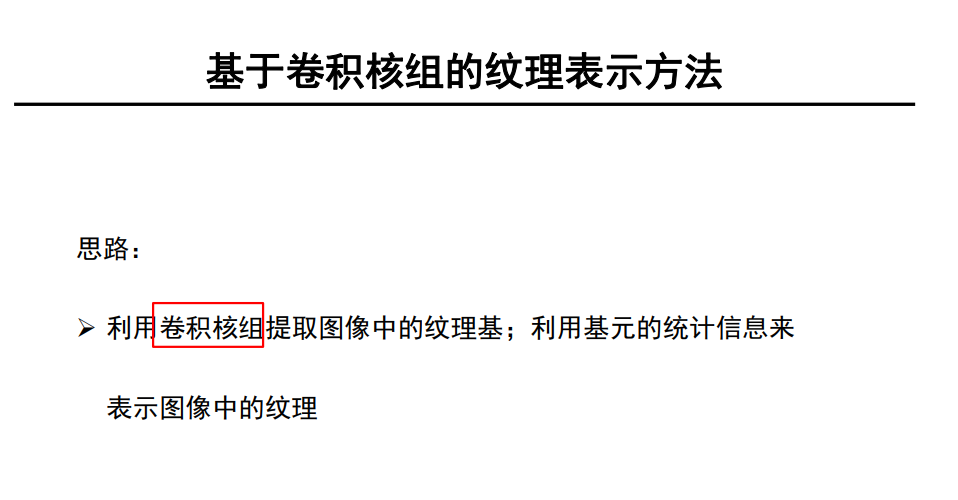 基于卷积核组的纹理表示方法
思路：
➢ 利用卷积核组提取图像中的纹理基；利用基元的统计信息来
表示图像中的纹理